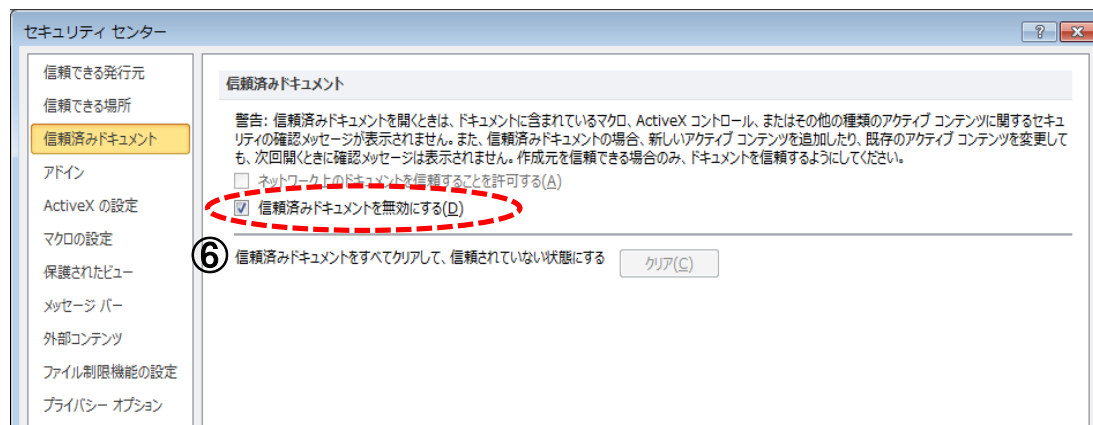 セキュリティ センター
信頼できる発行元
信頼できる場所
信頼済みドキュメント
アドイン
ActiveX の設定
マクロの設定
保護されたビュー
メッセージ バー
外部コンテンツ
ファイル制限機能の設定
プライバシー オプション
信頼済みドキュメント
警告: 信頼済みドキュメントを開くときは、ドキュメントに含まれているマクロ、ActiveX コントロール、またはその他の種類のアクティブ コンテンツに関するセキュ
リティの確認メッセージが表示されません。また、信頼済みドキュメントの場合、新しいアクティブ コンテンツを追加したり、既存のアクティブ コンテンツを変更して
も、次回開くときに確認メッセージは表示されません。作成元を信頼できる場合のみ、ドキュメントを信頼するようにしてください。
ネットワーク上のドキュメントを信頼することを許可する(A)
信頼済みドキュメントを無効にする(D)
⑥
信頼済みドキュメントをすべてクリアして、信頼されていない状態にする
クリア(C)